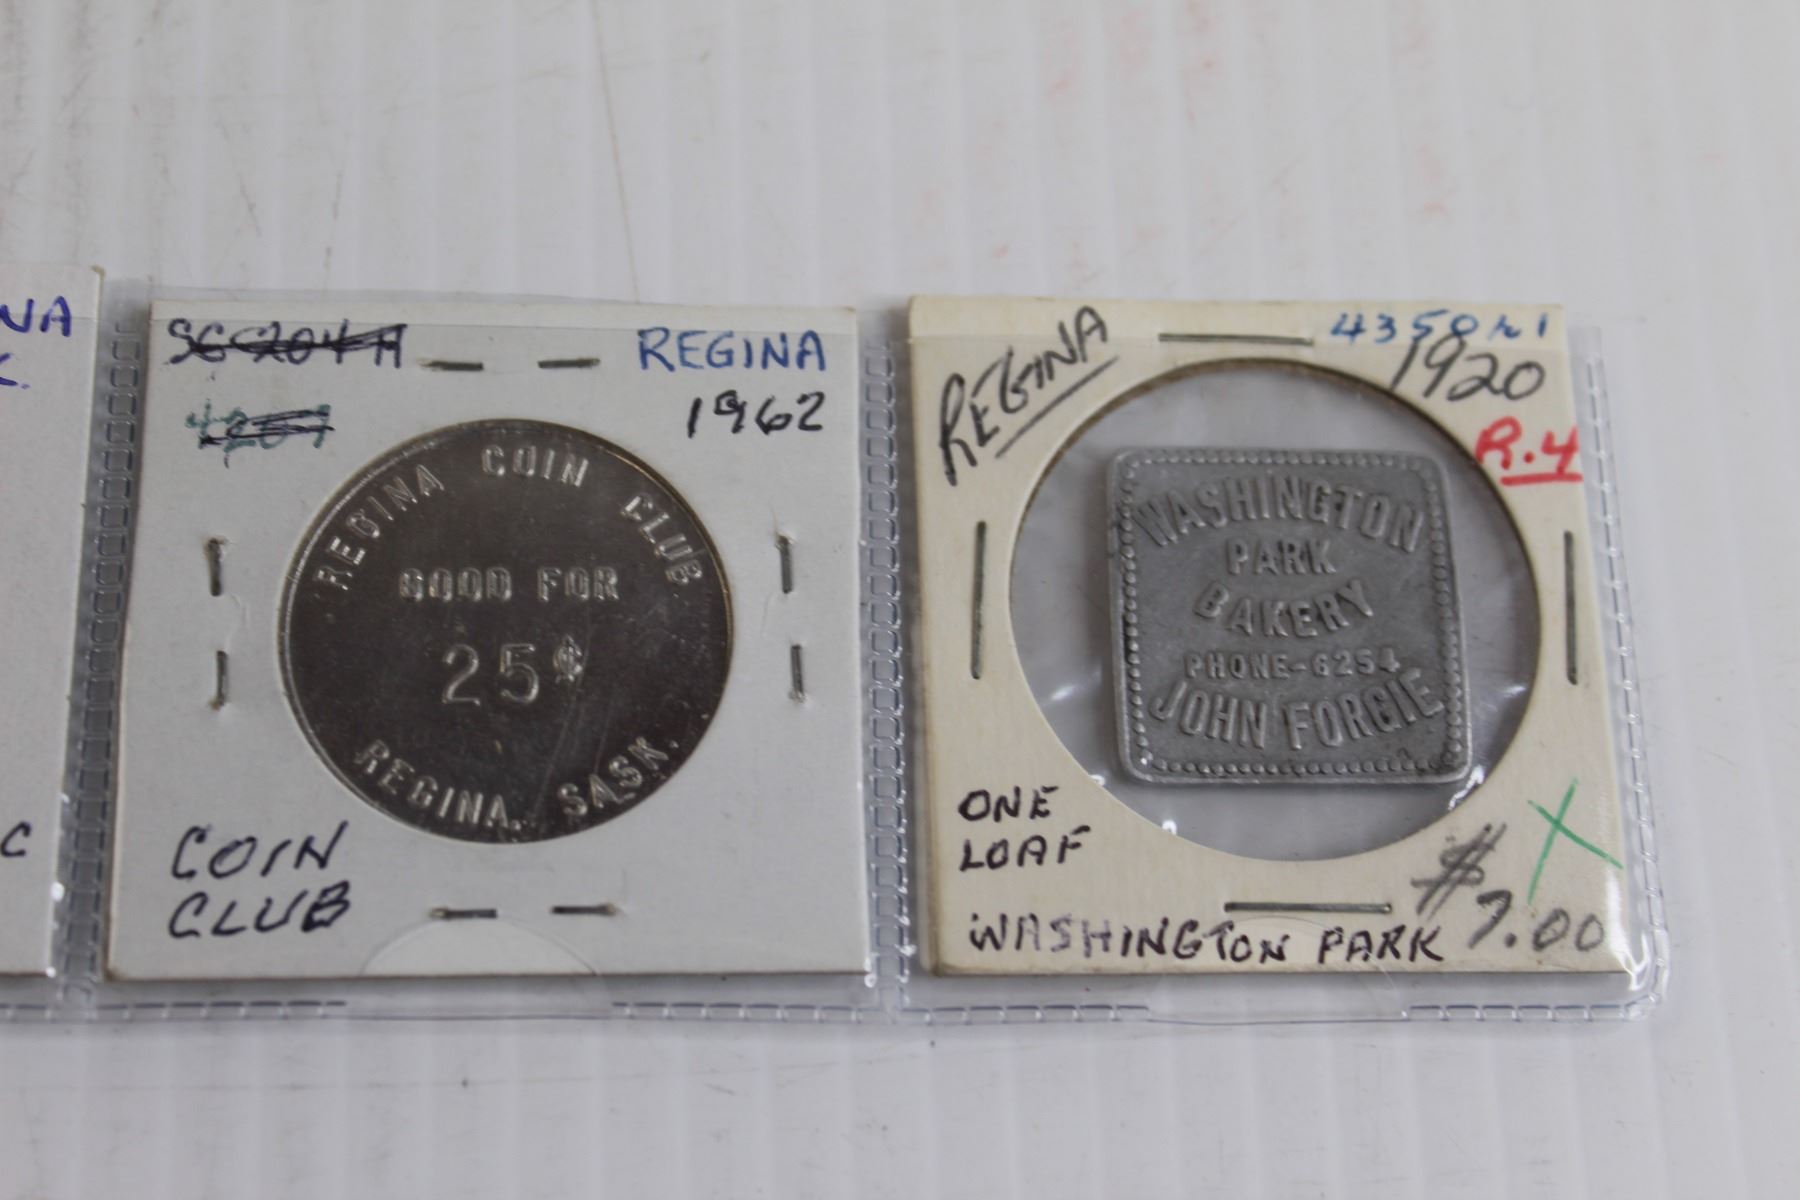 NA
C
REGINA
1962
REGINA COIN CLUB
GOOD FOR
25¢
REGINA, SASK.
COIN
CLUB
REGINA
1920
R.4
WASHINGTON
PARK
BAKERY
PHONE-6254
JOHN FORGIE
ONE
LOAF
$7.00
WASHINGTON PARK